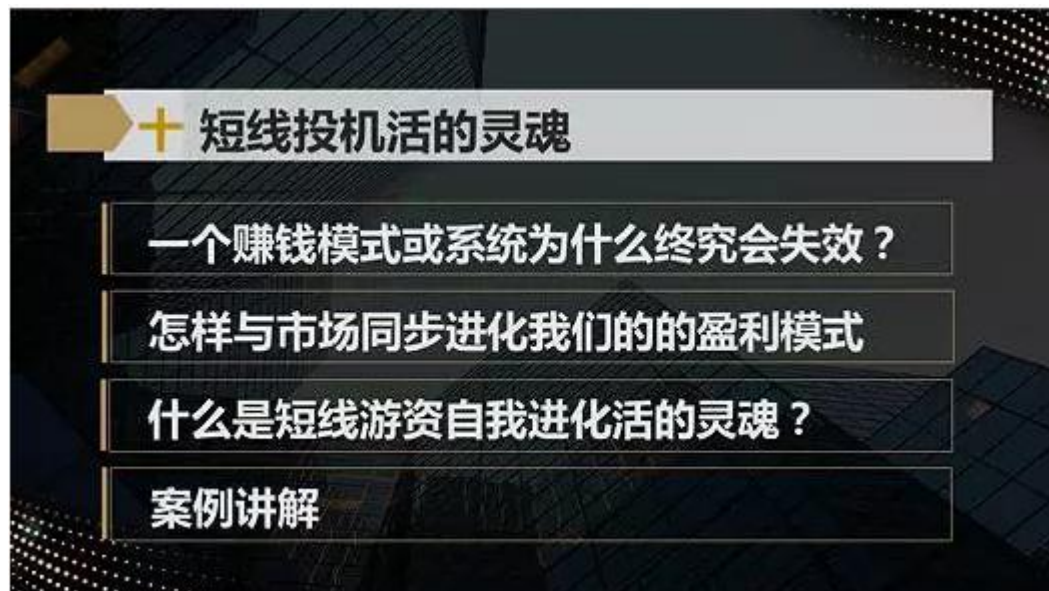 短线投机活的灵魂
一个赚钱模式或系统为什么终究会失效？
怎样与市场同步进化我们的的盈利模式
什么是短线游资自我进化活的灵魂？
案例讲解